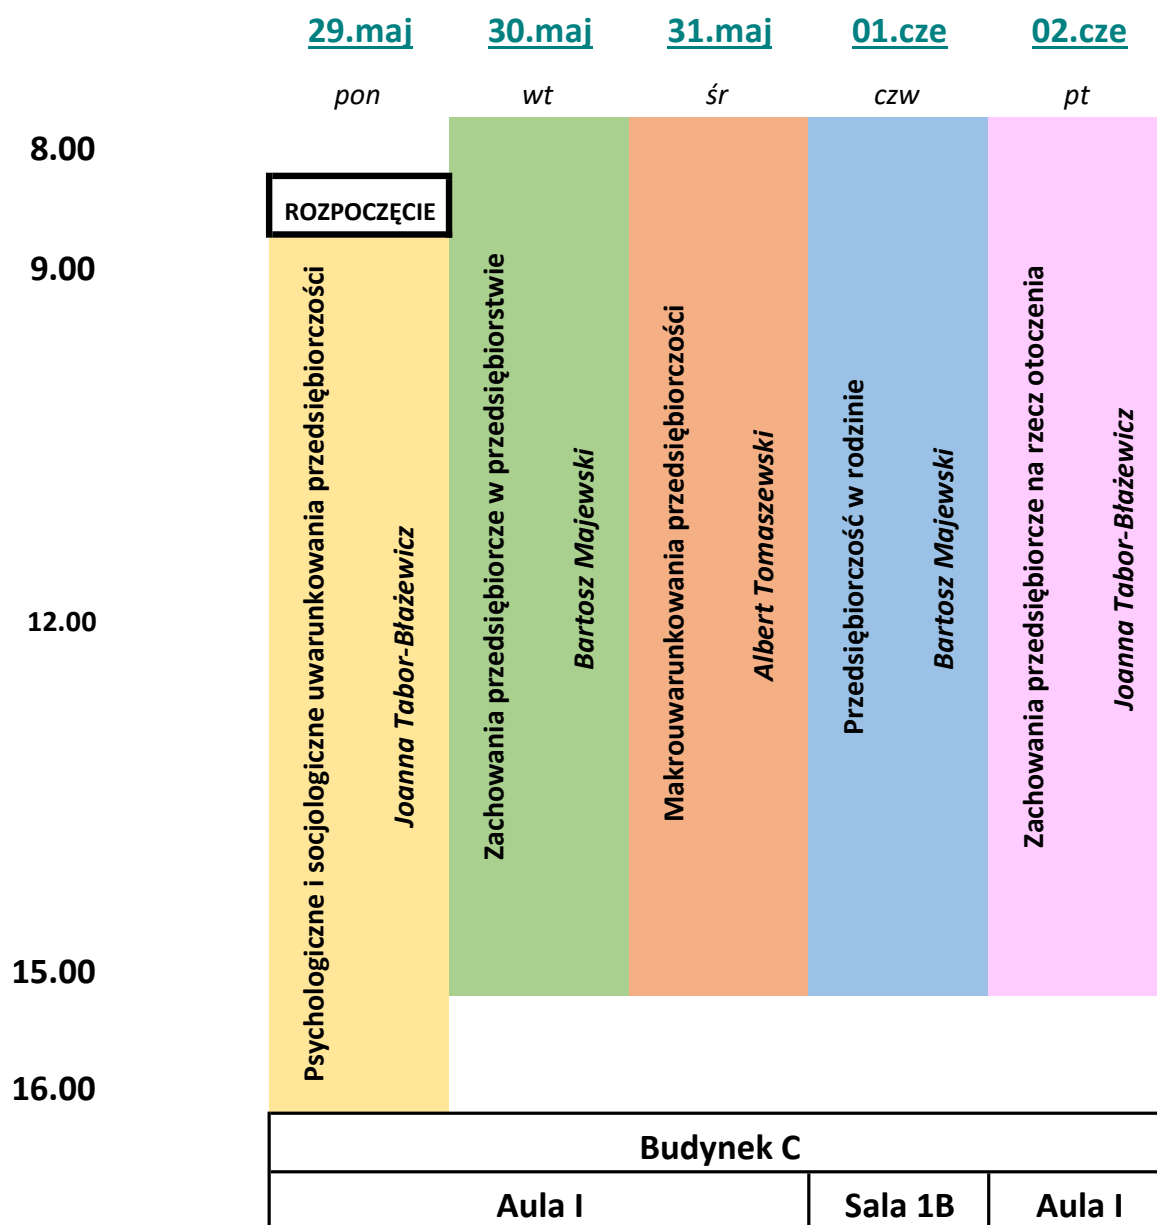 29.maj 30.maj 31.maj 01.cze 02.cze
pon wt śr czw pt
8.00
ROZPOCZĘCIE
9.00
Psychologiczne i socjologiczne uwarunkowania przedsiębiorczości
Joanna Tabor-Błażewicz
Zachowania przedsiębiorcze w przedsiębiorstwie
Bartosz Majewski
Makrouwarunkowania przedsiębiorczości
Albert Tomaszewski
Przedsiębiorczość w rodzinie
Bartosz Majewski
Zachowania przedsiębiorcze na rzecz otoczenia
Joanna Tabor-Błażewicz
12.00
15.00
16.00
Budynek C
Aula I Sala 1B Aula I